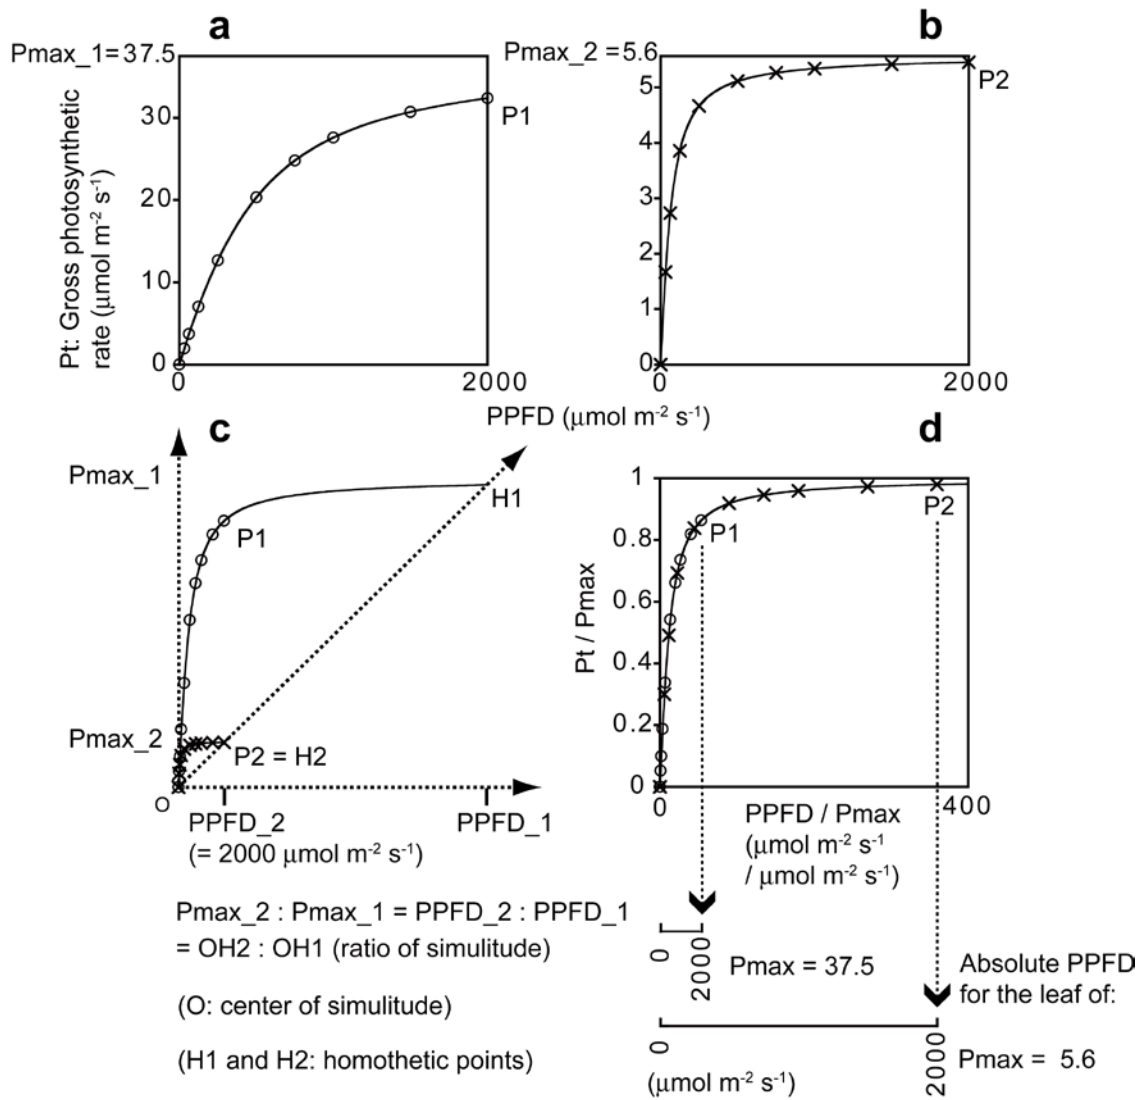 a
b
Pmax_1=37.5
Pmax_2 =5.6
Pt: Gross photosynthetic
rate (μmol m-2 s-1)
30
20
10
0
0
2000
P1
5
4
3
2
1
0
0
2000
P2
PPFD (μmol m-2 s-1)
c
d
Pmax_1
H1
P1
Pmax_2
P2 = H2
O
PPFD_2
PPFD_1
(= 2000 μmol m-2 s-1)
Pt / Pmax
1
0.8
0.6
0.4
0.2
0
0
400
P1
P2
PPFD / Pmax
(μmol m-2 s-1
/ μmol m-2 s-1)
Pmax_2 : Pmax_1 = PPFD_2 : PPFD_1
= OH2 : OH1 (ratio of simulitude)
(O: center of simulitude)
(H1 and H2: homothetic points)
0
2000
Pmax = 37.5
Absolute PPFD
for the leaf of:
0
2000
Pmax = 5.6
(μmol m-2 s-1)